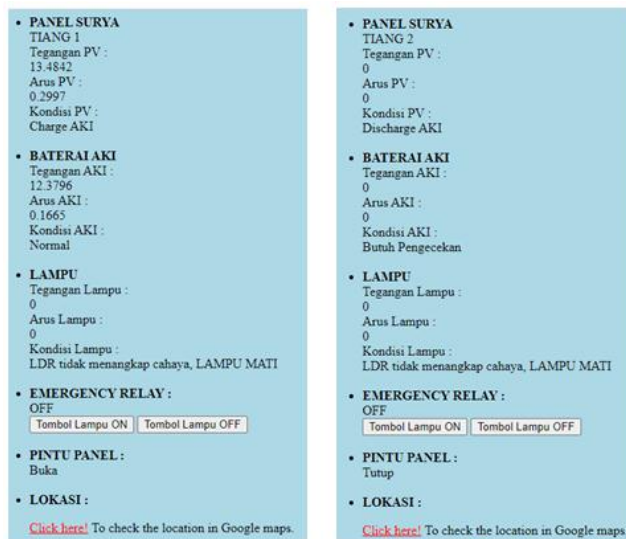 PANEL SURYA
TIANG 1
Tegangan PV :
13.4842
Arus PV :
0.2997
Kondisi PV :
Charge AKI
BATERAI AKI
Tegangan AKI :
12.3796
Arus AKI :
0.1665
Kondisi AKI :
Normal
LAMPU
Tegangan Lampu :
0
Arus Lampu :
0
Kondisi Lampu :
LDR tidak menangkap cahaya, LAMPU MATI
EMERGENCY RELAY :
OFF
Tombol Lampu ON Tombol Lampu OFF
PINTU PANEL :
Buka
LOKASI :
Click here! To check the location in Google maps.
PANEL SURYA
TIANG 2
Tegangan PV :
0
Arus PV :
0
Kondisi PV :
Discharge AKI
BATERAI AKI
Tegangan AKI :
0
Arus AKI :
0
Kondisi AKI :
Butuh Pengecekan
LAMPU
Tegangan Lampu :
0
Arus Lampu :
0
Kondisi Lampu :
LDR tidak menangkap cahaya, LAMPU MATI
EMERGENCY RELAY :
OFF
Tombol Lampu ON Tombol Lampu OFF
PINTU PANEL :
Tutup
LOKASI :
Click here! To check the location in Google maps